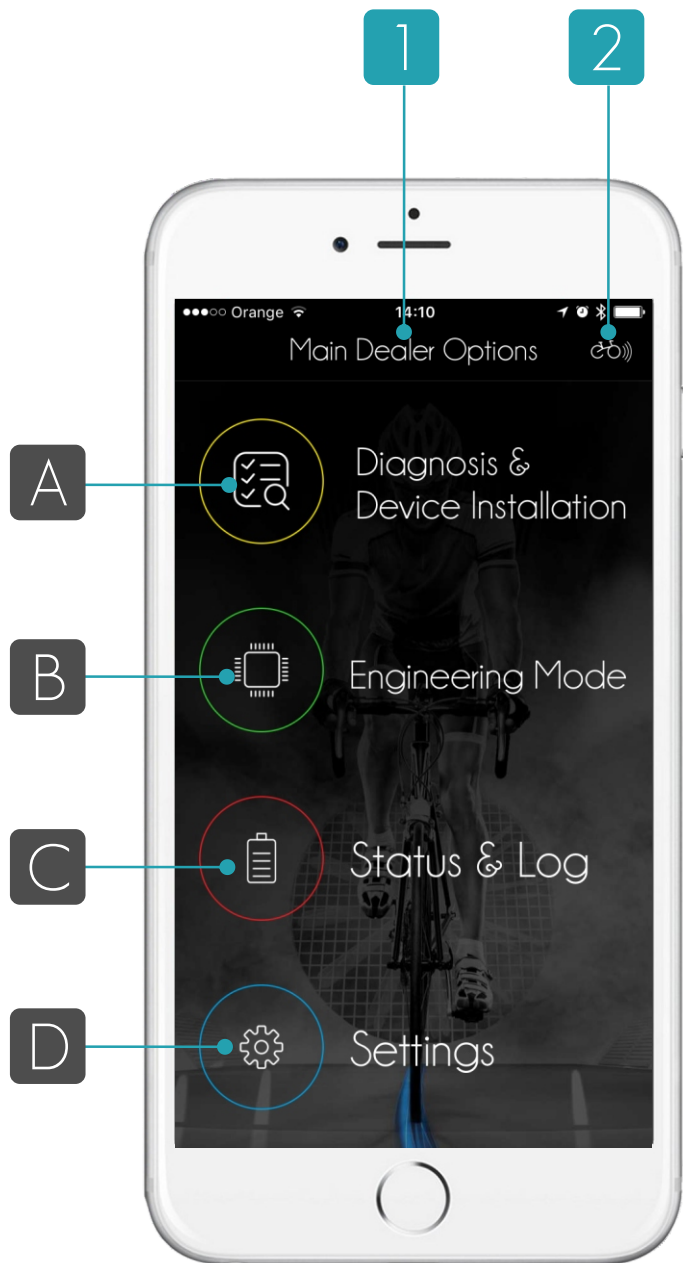 1
2
Orange
14:10
Main Dealer Options
A
Diagnosis &
Device Installation
B
Engineering Mode
C
Status & Log
D
Settings